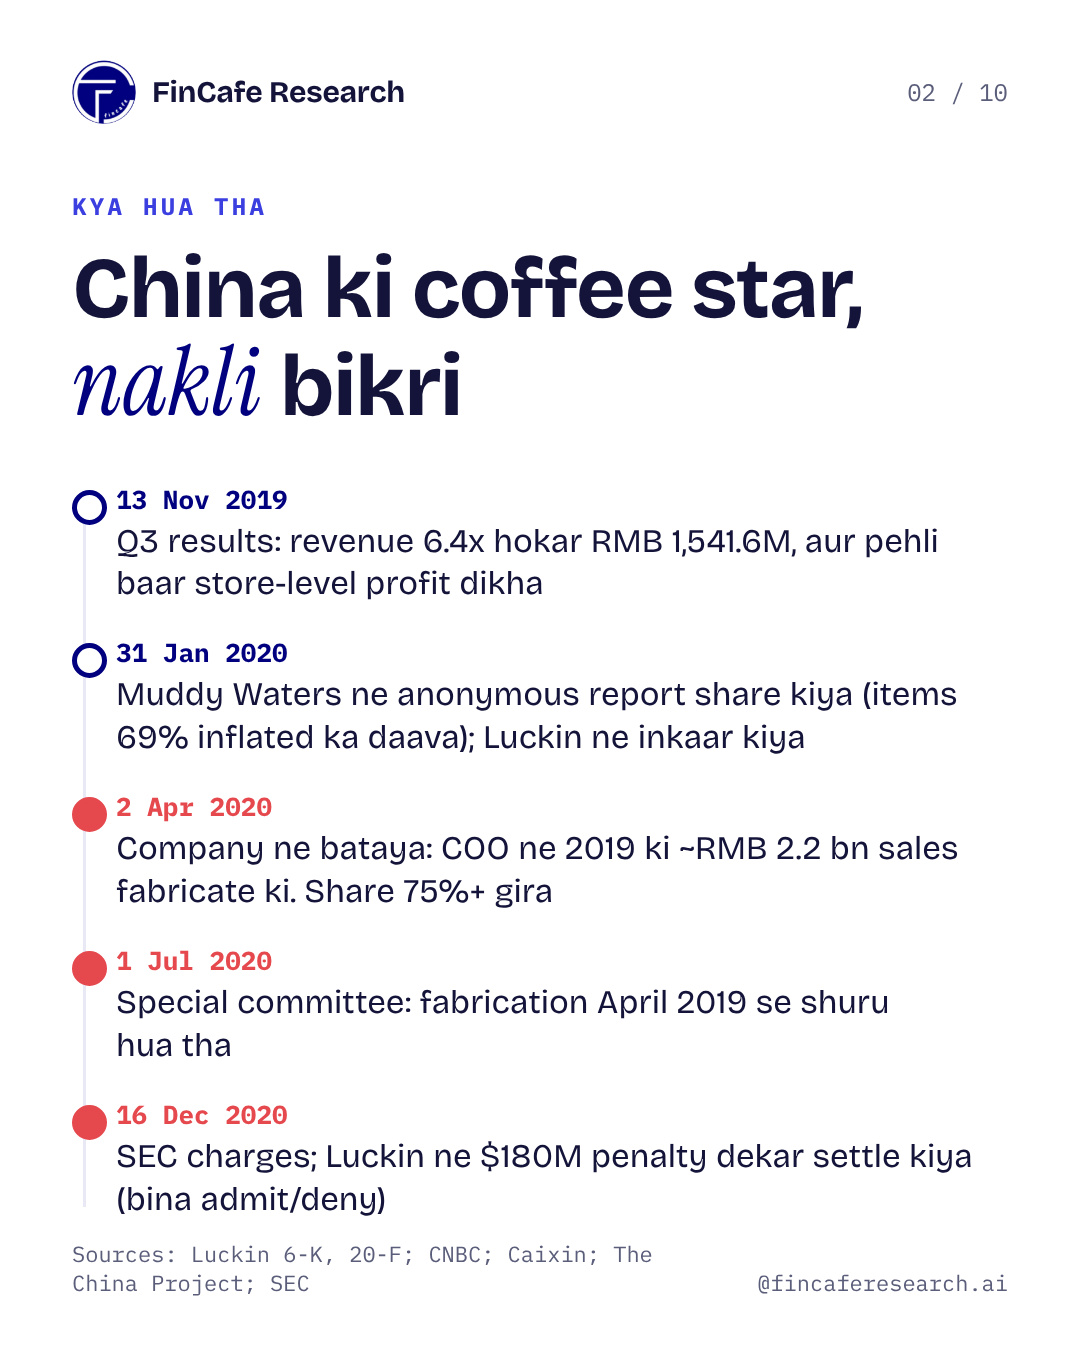 FinCafe Research
02 / 10
KYA HUA THA
China ki coffee star,
nakli bikri
13 Nov 2019
Q3 results: revenue 6.4x hokar RMB 1,541.6M, aur pehli
baar store-level profit dikha
31 Jan 2020
Muddy Waters ne anonymous report share kiya (items
69% inflated ka daava); Luckin ne inkaar kiya
2 Apr 2020
Company ne bataya: COO ne 2019 ki ~RMB 2.2 bn sales
fabricate ki. Share 75%+ gira
1 Jul 2020
Special committee: fabrication April 2019 se shuru
hua tha
16 Dec 2020
SEC charges; Luckin ne $180M penalty dekar settle kiya
(bina admit/deny)
Sources: Luckin 6-K, 20-F; CNBC; Caixin; The
China Project; SEC
@fincaferesearch.ai